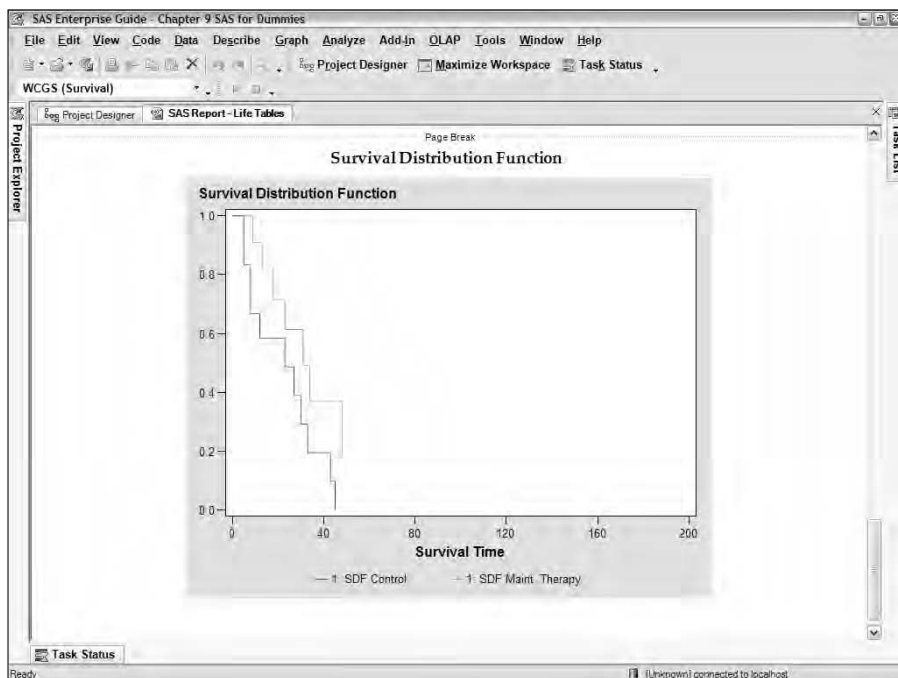 SAS Enterprise Guide - Chapter 9 SAS for Dummies
File Edit View Code Data Describe Graph Analyze Add-In OLAP Tools Window Help
Project Designer Maximize Workspace Task Status
WCGS (Survival)
Project Designer SAS Report - Life Tables
Project Explorer
Task List
Page Break
Survival Distribution Function
Survival Distribution Function
1.0
0.8
0.6
0.4
0.2
0.0
0 40 80 120 160 200
Survival Time
1: SDF Control 1: SDF Maint. Therapy
Task Status
Ready
[Unknown] connected to localhost